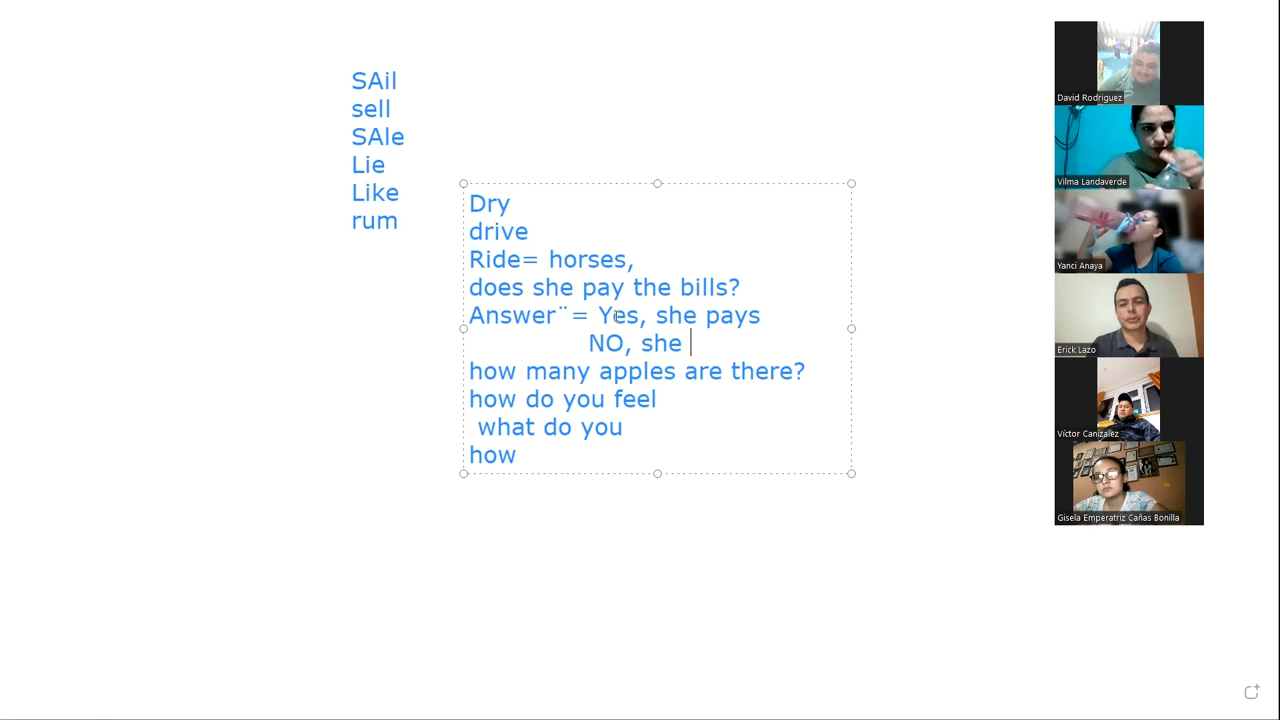 SAil
sell
SAle
Lie
Like
rum
Dry
drive
Ride= horses,
does she pay the bills?
Answer¨= Yes, she pays
NO, she
how many apples are there?
how do you feel
what do you
how
David Rodriguez
Vilma Landaverde
Yanci Anaya
Erick Lazo
Víctor Canizalez
Gisela Emperatriz Cañas Bonilla